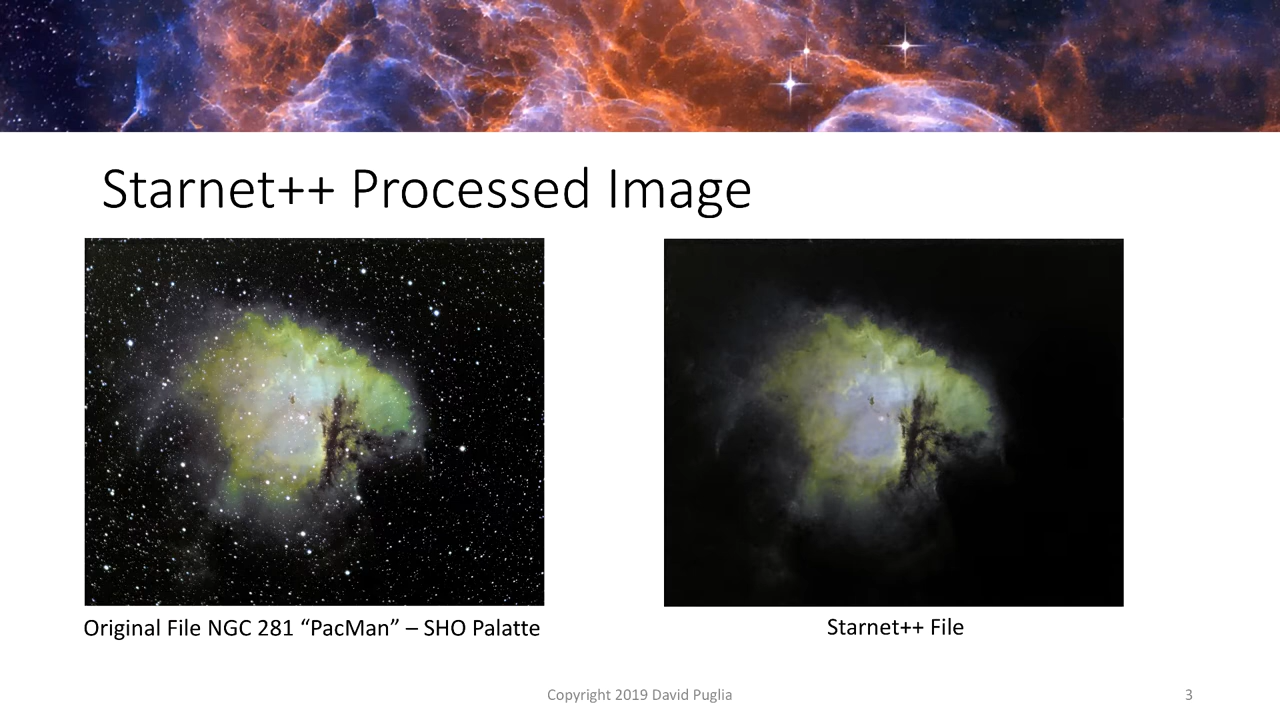 Starnet++ Processed Image
Original File NGC 281 “PacMan” – SHO Palatte
Starnet++ File
Copyright 2019 David Puglia
3